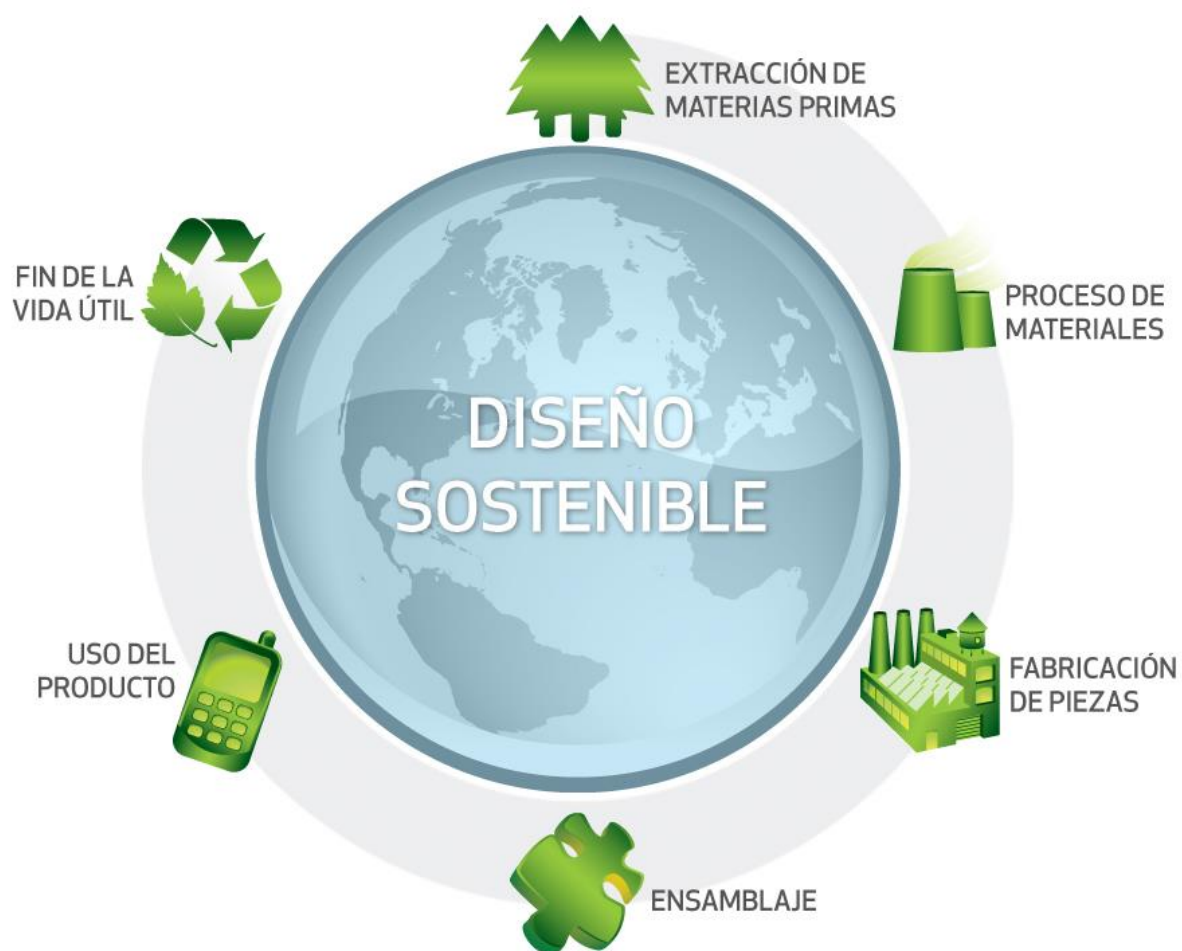 EXTRACCIÓN DE
MATERIAS PRIMAS
PROCESO DE
MATERIALES
FABRICACIÓN
DE PIEZAS
ENSAMBLAJE
USO DEL
PRODUCTO
FIN DE LA
VIDA ÚTIL
DISEÑO
SOSTENIBLE